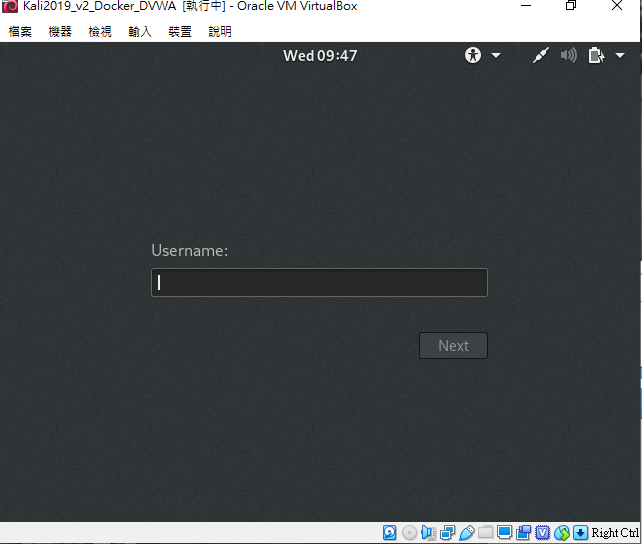 Kali2019_v2_Docker_DVWA [執行中] - Oracle VM VirtualBox
檔案 機器 檢視 輸入 裝置 說明
Wed 09:47
Username:
Next
Right Ctrl